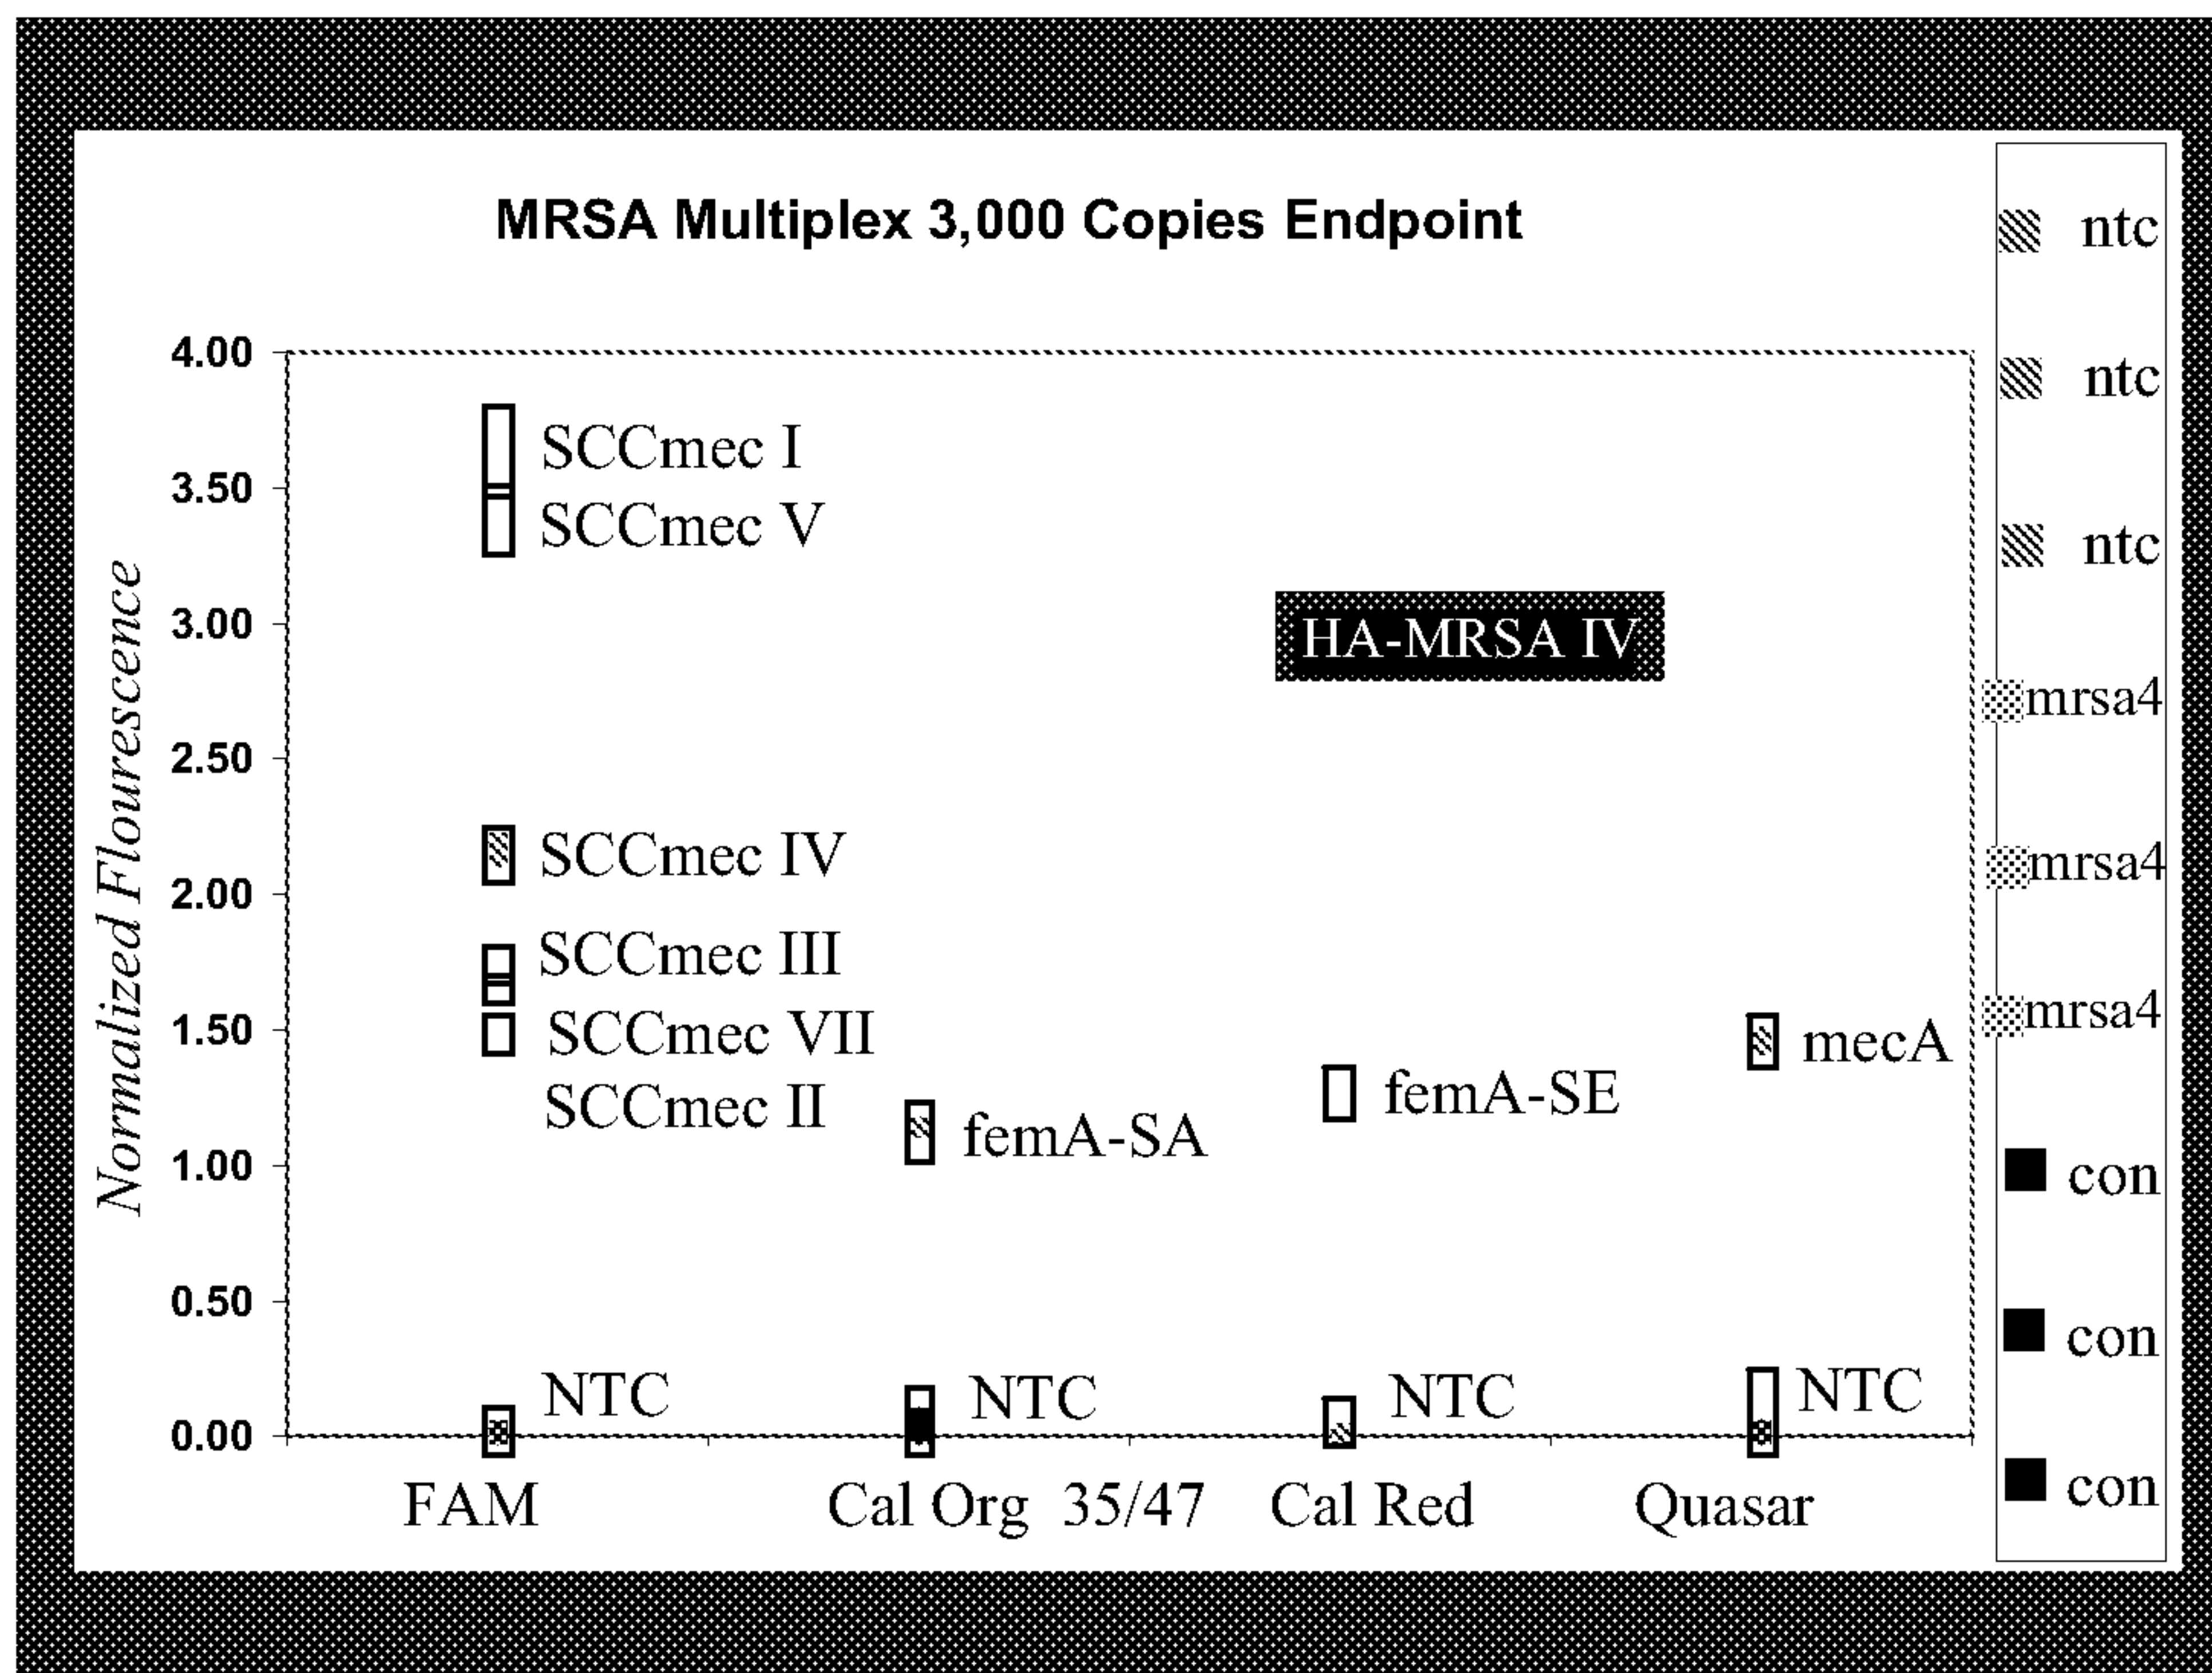 MRSA Multiplex 3,000 Copies Endpoint
Normalized Flourescence
4.00
3.50
3.00
2.50
2.00
1.50
1.00
0.50
0.00
SCCmec I
SCCmec V
SCCmec IV
SCCmec III
SCCmec VII
SCCmec II
NTC
femA-SA
NTC
HA-MRSA IV
femA-SE
NTC
mecA
NTC
FAM
Cal Org 35/47
Cal Red
Quasar
ntc
ntc
ntc
mrsa4
mrsa4
mrsa4
con
con
con